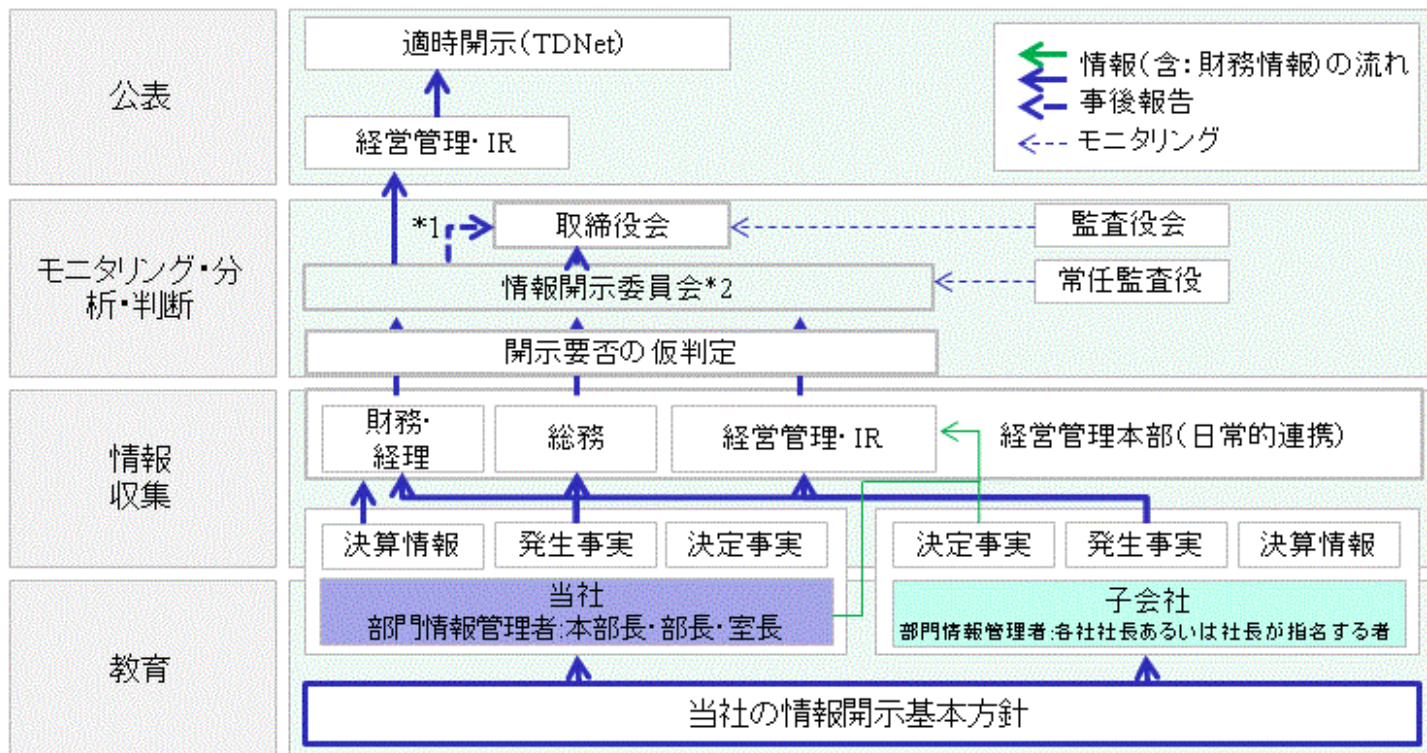 公表
適時開示(TDNet)
経営管理・IR
情報(含:財務情報)の流れ
事後報告
モニタリング
モニタリング・分
析・判断
*1
取締役会
監査役会
情報開示委員会*2
常任監査役
開示要否の仮判定
情報
収集
財務・
経理
総務
経営管理・IR
経営管理本部(日常的連携)
決算情報
発生事実
決定事実
決定事実
発生事実
決算情報
教育
当社
部門情報管理者:本部長・部長・室長
子会社
部門情報管理者:各社社長あるいは社長が指名する者
当社の情報開示基本方針